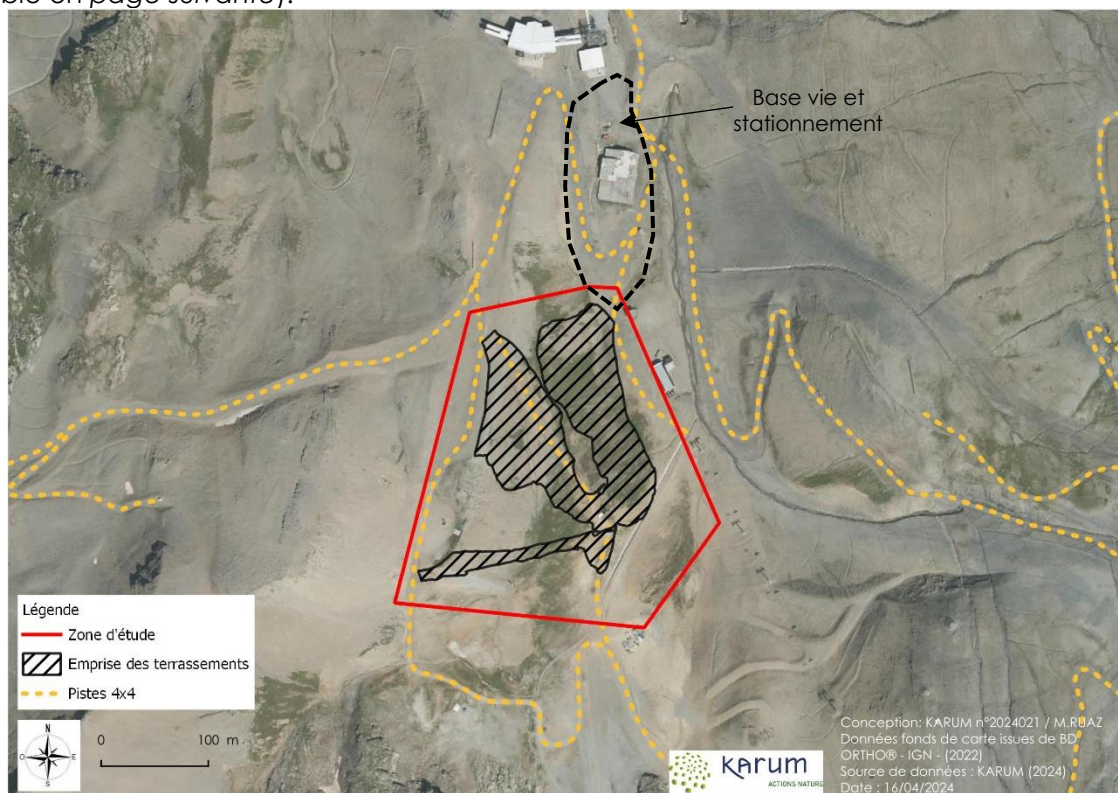 ble en page suivante).
Base vie et
stationnement
Légende
Zone d'étude
Emprise des terrassements
Pistes 4x4
N
O E
S
0 100 m
KARUM
ACTIONS NATURE
Conception: KARUM n°2024021 / M.RUAZ
Données fonds de carte issues de BD
ORTHO® - IGN - (2022)
Source de données : KARUM (2024)
Date : 16/04/2024